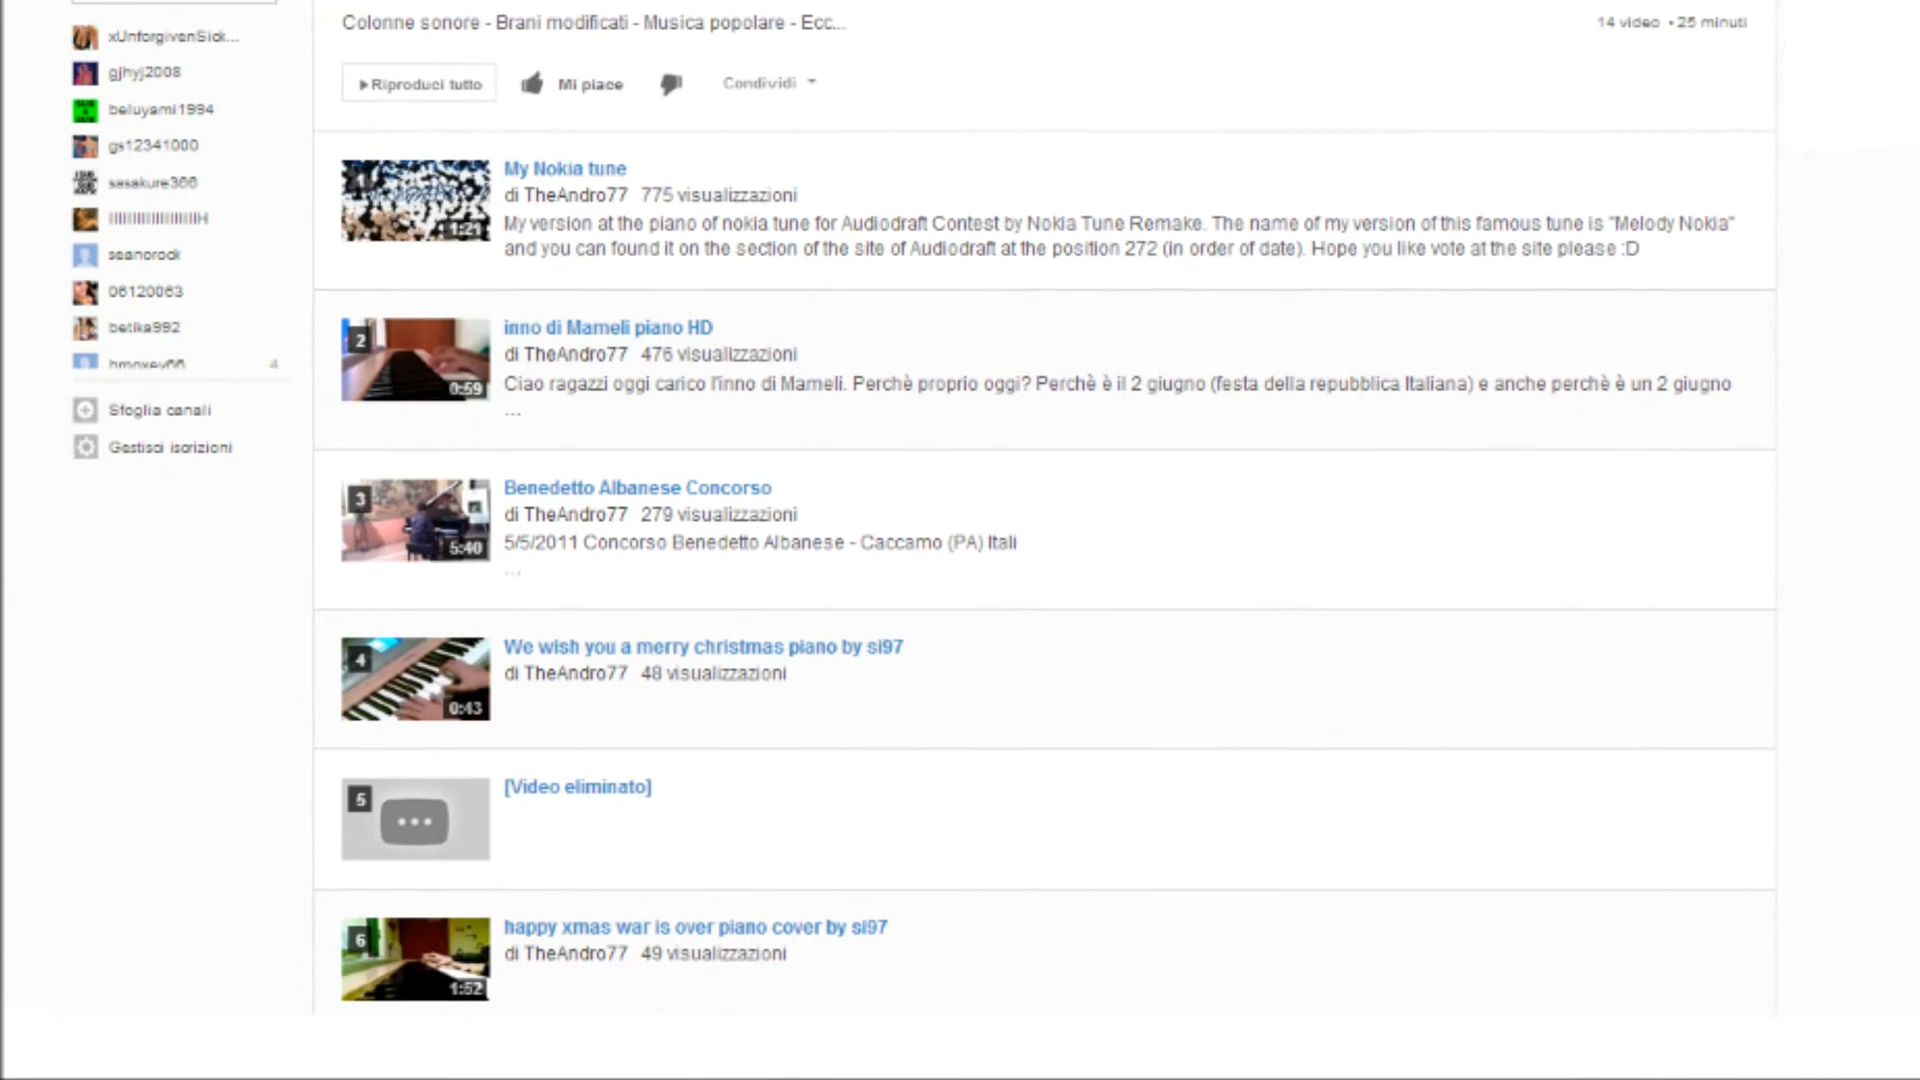 xUnforgivenSick...
gjhyj2008
beluyami1994
gs12341000
sasakure366
seanorock
06120063
betika992
4
Sfoglia canali
Gestisci iscrizioni
Colonne sonore - Brani modificati - Musica popolare - Ecc...
14 video • 25 minuti
Riproduci tutto
Mi piace
Condividi
1
1:21
My Nokia tune
di TheAndro77 775 visualizzazioni
My version at the piano of nokia tune for Audiodraft Contest by Nokia Tune Remake. The name of my version of this famous tune is "Melody Nokia"
and you can found it on the section of the site of Audiodraft at the position 272 (in order of date). Hope you like vote at the site please :D
2
0:59
inno di Mameli piano HD
di TheAndro77 476 visualizzazioni
Ciao ragazzi oggi carico l'inno di Mameli. Perchè proprio oggi? Perchè è il 2 giugno (festa della repubblica Italiana) e anche perchè è un 2 giugno
...
3
5:40
Benedetto Albanese Concorso
di TheAndro77 279 visualizzazioni
5/5/2011 Concorso Benedetto Albanese - Caccamo (PA) Itali
...
4
0:43
We wish you a merry christmas piano by si97
di TheAndro77 48 visualizzazioni
5
[Video eliminato]
6
1:52
happy xmas war is over piano cover by si97
di TheAndro77 49 visualizzazioni